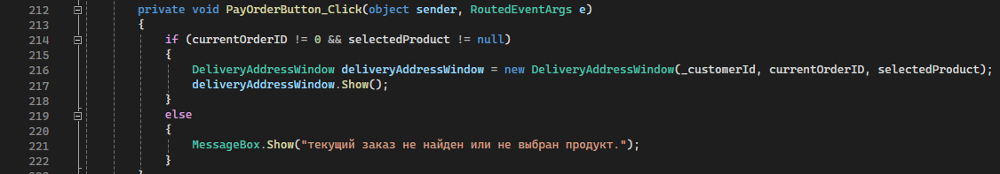 212 private void PayOrderButton_Click(object sender, RoutedEventArgs e)
213 {
214 if (currentOrderID != 0 && selectedProduct != null)
215 {
216 DeliveryAddressWindow deliveryAddressWindow = new DeliveryAddressWindow(_customerId, currentOrderID, selectedProduct);
217 deliveryAddressWindow.Show();
218 }
219 else
220 {
221 MessageBox.Show("текущий заказ не найден или не выбран продукт.");
222 }